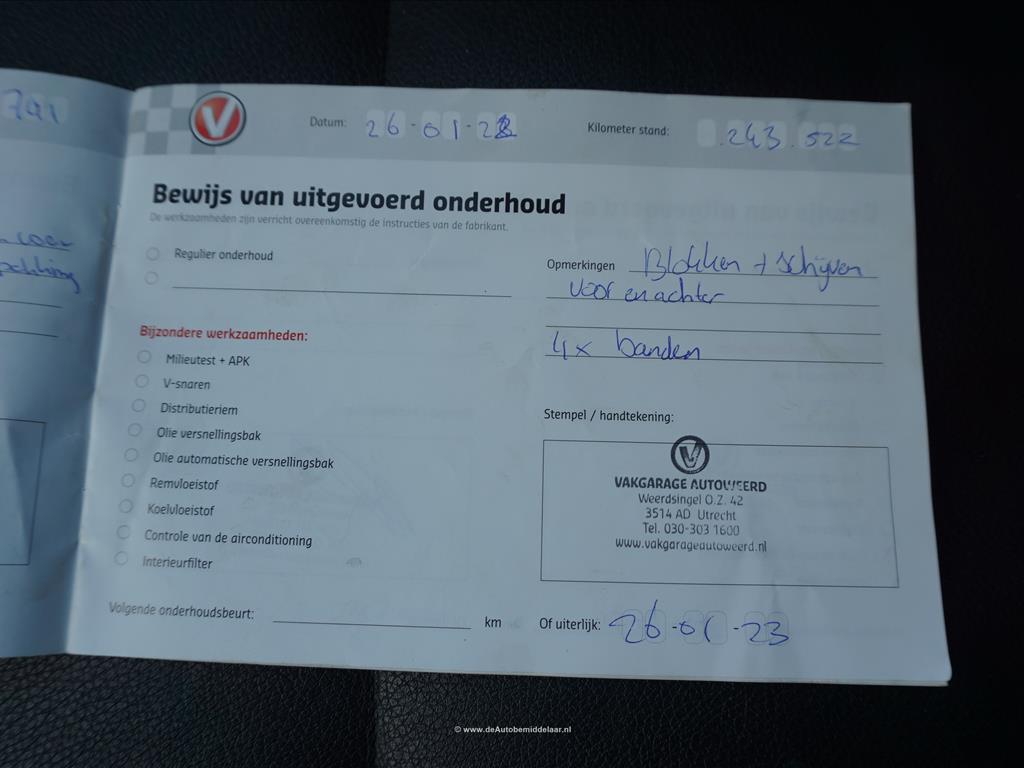 791
V
Datum: 26-01-22
Kilometer stand: .243.522
Bewijs van uitgevoerd onderhoud
De werkzaamheden zijn verricht overeenkomstig de instructies van de fabrikant.
Regulier onderhoud
Bijzondere werkzaamheden:
Milieutest + APK
V-snaren
Distributieriem
Olie versnellingsbak
Olie automatische versnellingsbak
Remvloeistof
Koelvloeistof
Controle van de airconditioning
Interieurfilter
Volgende onderhoudsbeurt: km
Opmerkingen Blokken + schijven
voor en achter
4x banden
Stempel / handtekening:
V
VAKGARAGE AUTOWEERD
Weerdsingel O.Z. 42
3514 AD Utrecht
Tel. 030-303 1600
www.vakgarageautoweerd.nl
Of uiterlijk: 26-01-23
© www.deAutobemiddelaar.nl